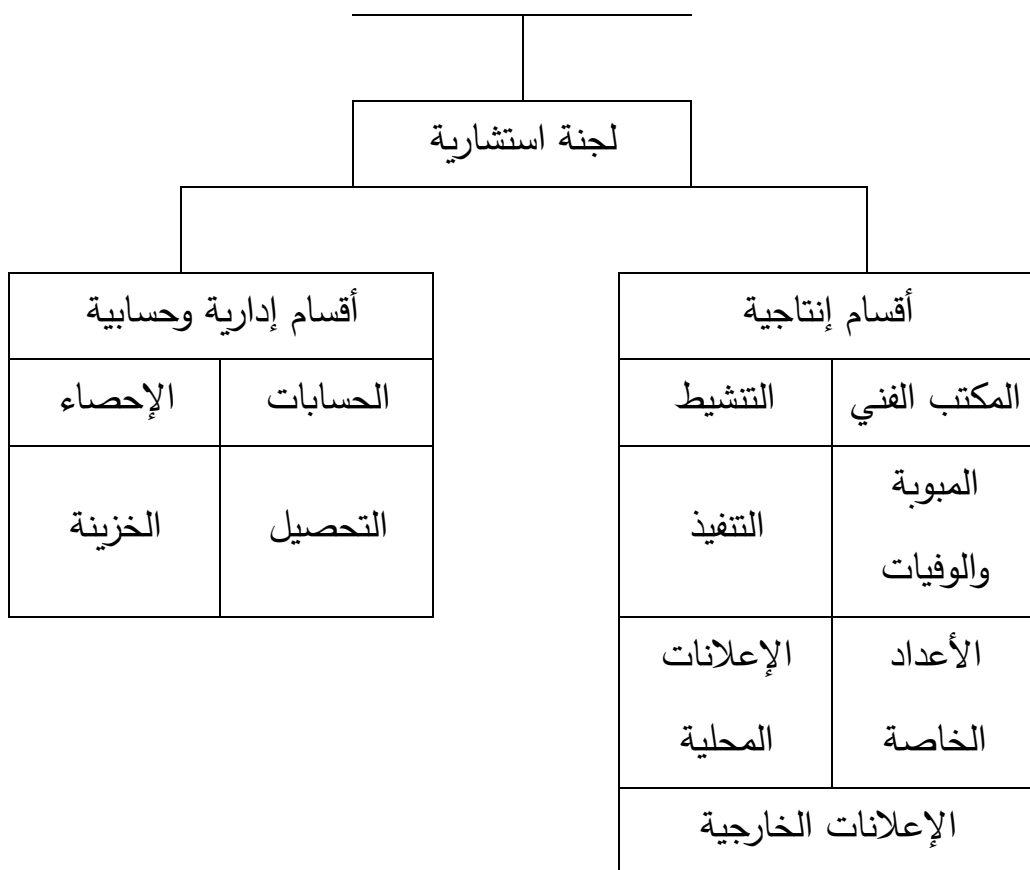 لجنة استشارية
أقسام إنتاجية
المكتب الفني
التنشيط
المبوبة
والوفيات
التنفيذ
الأعداد
الخاصة
الإعلانات
المحلية
الإعلانات الخارجية
أقسام إدارية وحسابية
الحسابات
الإحصاء
التحصيل
الخزينة